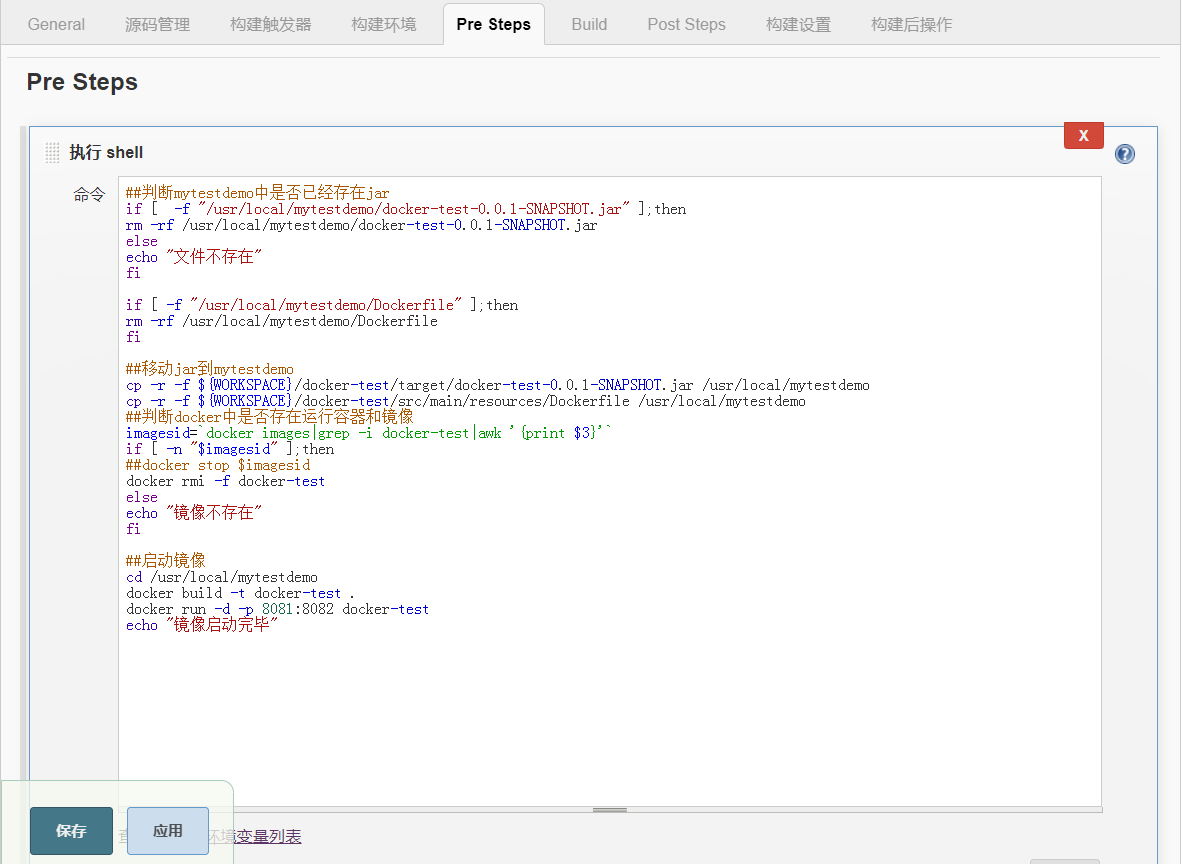 General 源码管理 构建触发器 构建环境 Pre Steps Build Post Steps 构建设置 构建后操作
Pre Steps
X
执行 shell
命令
##判断mytestdemo中是否已经存在jar
if [  -f "/usr/local/mytestdemo/docker-test-0.0.1-SNAPSHOT.jar" ];then
rm -rf /usr/local/mytestdemo/docker-test-0.0.1-SNAPSHOT.jar
else
echo "文件不存在"
fi
if [ -f "/usr/local/mytestdemo/Dockerfile" ];then
rm -rf /usr/local/mytestdemo/Dockerfile
fi
##移动jar到mytestdemo
cp -r -f ${WORKSPACE}/docker-test/target/docker-test-0.0.1-SNAPSHOT.jar /usr/local/mytestdemo
cp -r -f ${WORKSPACE}/docker-test/src/main/resources/Dockerfile /usr/local/mytestdemo
##判断docker中是否存在运行容器和镜像
imagesid=`docker images|grep -i docker-test|awk '{print $3}'`
if [ -n "$imagesid" ];then
##docker stop $imagesid
docker rmi -f docker-test
else
echo "镜像不存在"
fi
##启动镜像
cd /usr/local/mytestdemo
docker build -t docker-test .
docker run -d -p 8081:8082 docker-test
echo "镜像启动完毕"
保存 应用 环境变量列表